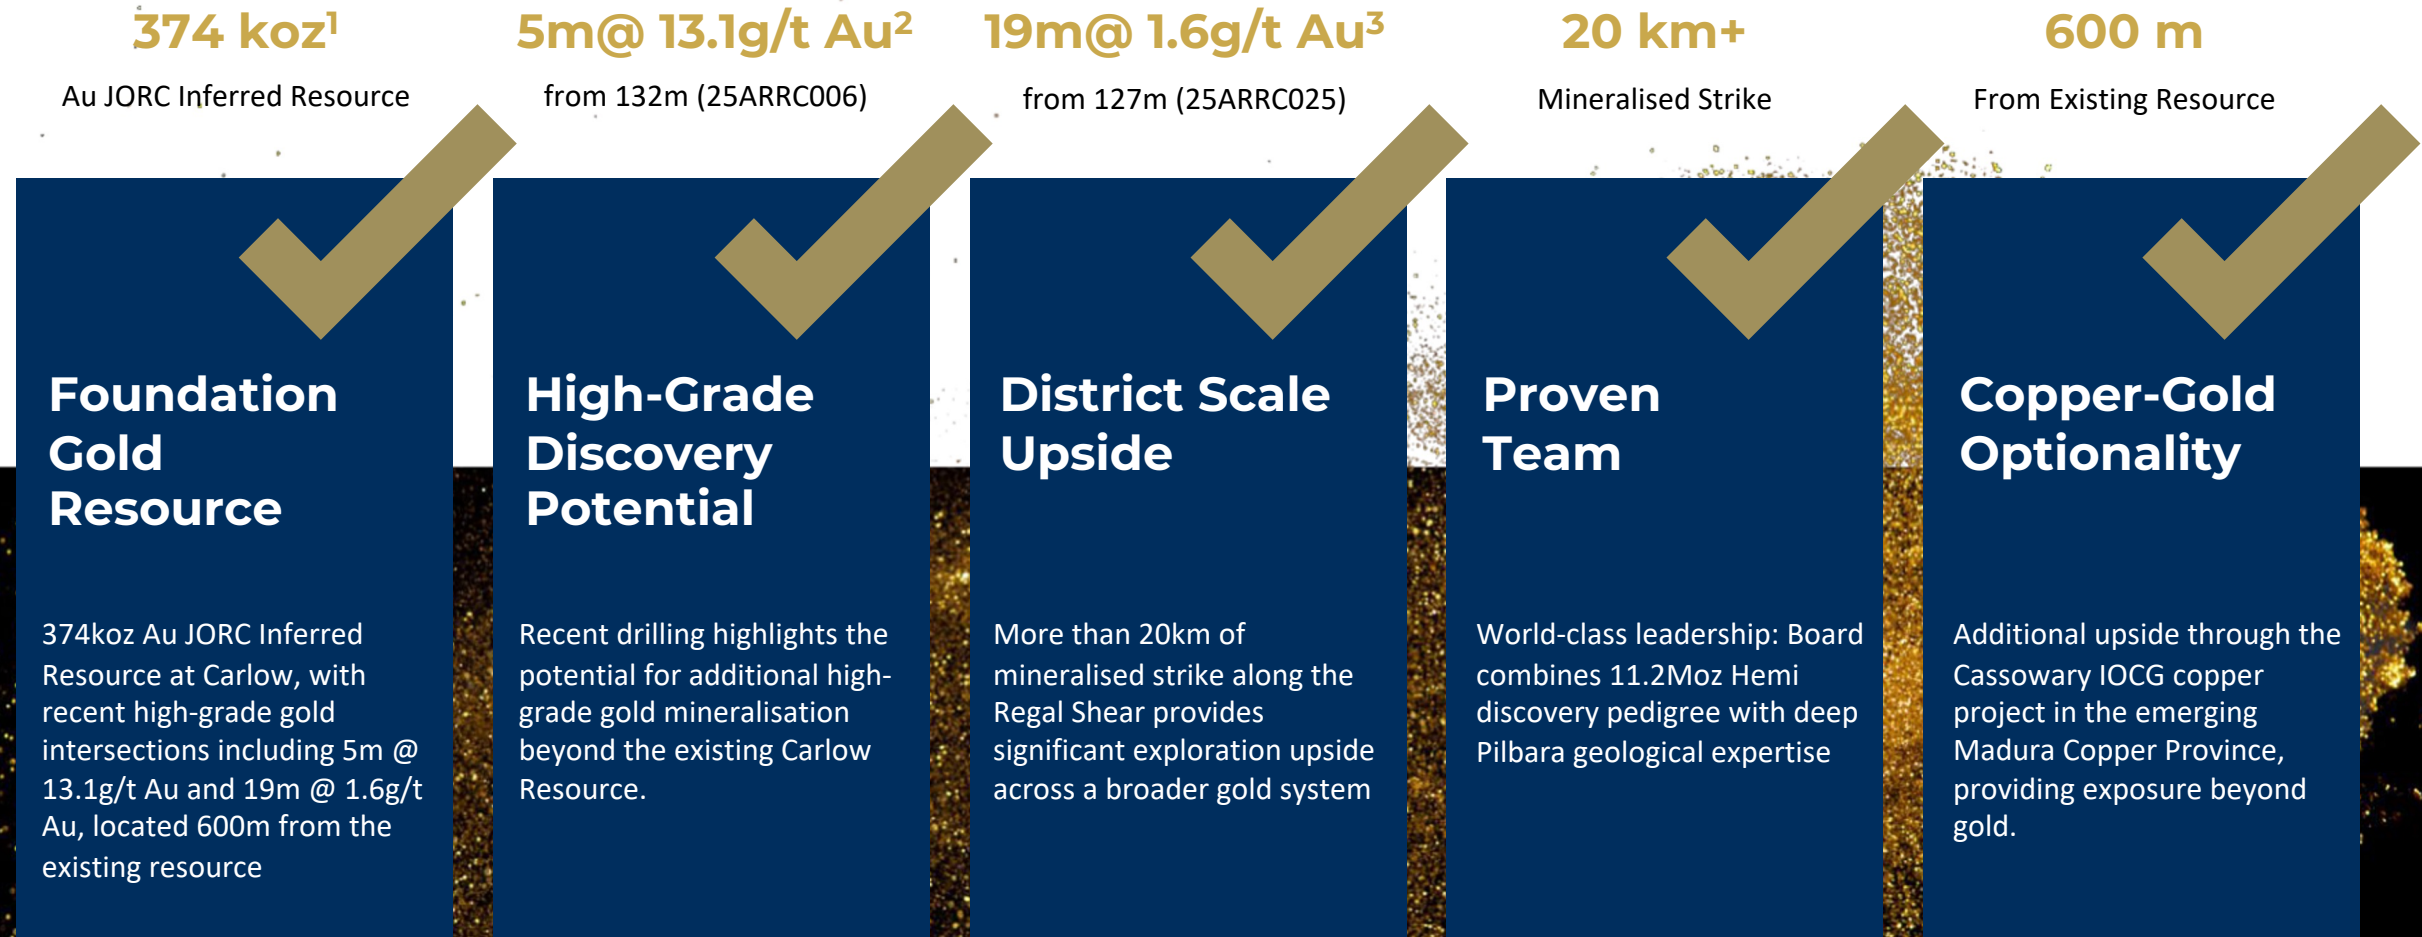 374 koz¹
Au JORC Inferred Resource
5m@ 13.1g/t Au²
from 132m (25ARRC006)
19m@ 1.6g/t Au³
from 127m (25ARRC025)
20 km+
Mineralised Strike
600 m
From Existing Resource
Foundation
Gold
Resource
374koz Au JORC Inferred
Resource at Carlow, with
recent high-grade gold
intersections including 5m @
13.1g/t Au and 19m @ 1.6g/t
Au, located 600m from the
existing resource
High-Grade
Discovery
Potential
Recent drilling highlights the
potential for additional high-
grade gold mineralisation
beyond the existing Carlow
Resource.
District Scale
Upside
More than 20km of
mineralised strike along the
Regal Shear provides
significant exploration upside
across a broader gold system
Proven
Team
World-class leadership: Board
combines 11.2Moz Hemi
discovery pedigree with deep
Pilbara geological expertise
Copper-Gold
Optionality
Additional upside through the
Cassowary IOCG copper
project in the emerging
Madura Copper Province,
providing exposure beyond
gold.